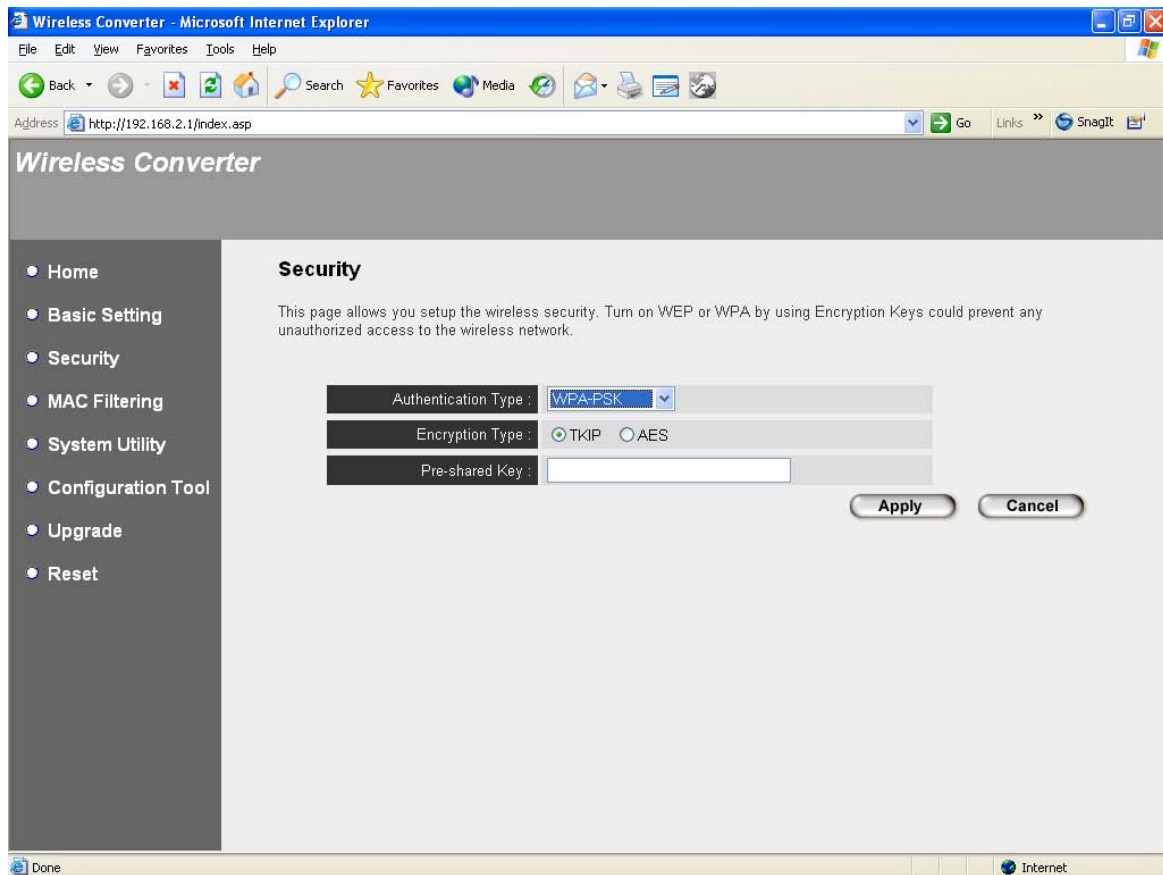 Wireless Converter - Microsoft Internet Explorer
File Edit View Favorites Tools Help
Back Search Favorites Media
Address http://192.168.2.1/index.asp Go Links » SnagIt
Wireless Converter
Home
Basic Setting
Security
MAC Filtering
System Utility
Configuration Tool
Upgrade
Reset
Security
This page allows you setup the wireless security. Turn on WEP or WPA by using Encryption Keys could prevent any
unauthorized access to the wireless network.
Authentication Type : WPA-PSK
Encryption Type : TKIP AES
Pre-shared Key :
Apply Cancel
Done Internet